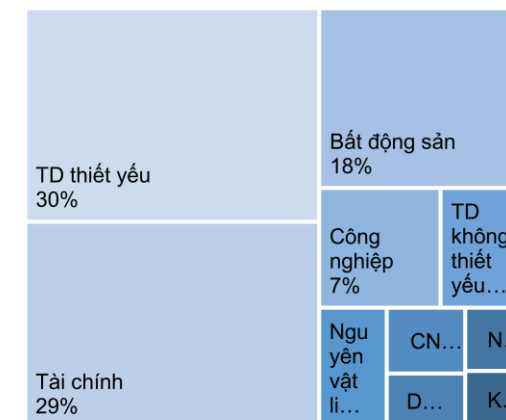 TD thiết yếu
30%
Tài chính
29%
Bất động sản
18%
Công
nghiệp
7%
TD
không
thiết
yếu…
Ngu
yên
vật
li…
CN…
D…
N.
K.